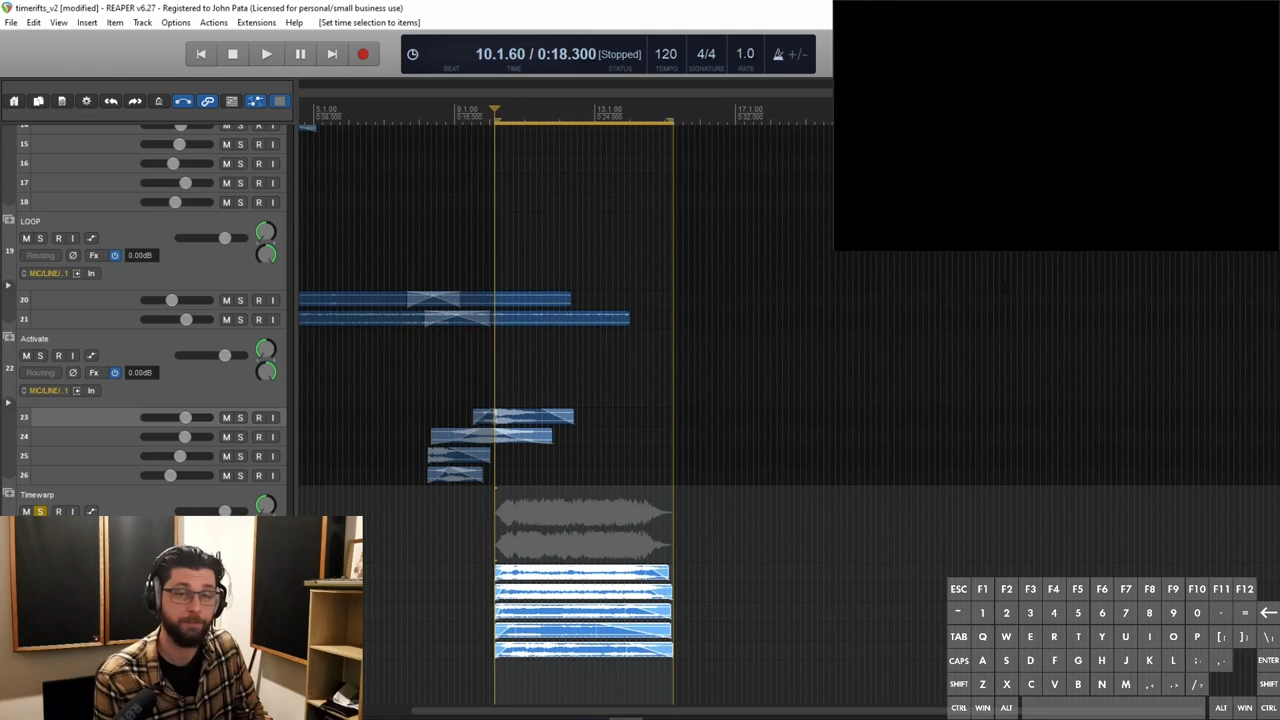 timerifts_v2 [modified] - REAPER v6.27 - Registered to John Pata (Licensed for personal/small business use)
File Edit View Insert Item Track Options Actions Extensions Help [Set time selection to items]
10.1.60 / 0:18.300 [Stopped] 120 4/4 1.0
BEAT TIME STATUS TEMPO SIGNATURE RATE
5.1.00 9.1.00 13.1.00 17.1.00
0:08.000 0:16.000 0:24.000 0:32.000
14
15 M S R I
16 M S R I
17 M S R I
18 M S R I
LOOP
M S R I
19 Routing Ø Fx 0.00dB
MIC/LINE/..1 In
20 M S R I
21 M S R I
Activate
M S R I
22 Routing Ø Fx 0.00dB
MIC/LINE/..1 In
23 M S R I
24 M S R I
25 M S R I
26 M S R I
Timewarp
M S R I
ESC F1 F2 F3 F4 F5 F6 F7 F8 F9 F10 F11 F12
~ 1 2 3 4 5 6 7 8 9 0 - = ←
TAB Q W E R T Y U I O
CAPS A S D F G H J K L ; ENTER
SHIFT Z X C V B N M SHIFT
CTRL WIN ALT ALT WIN CTRL